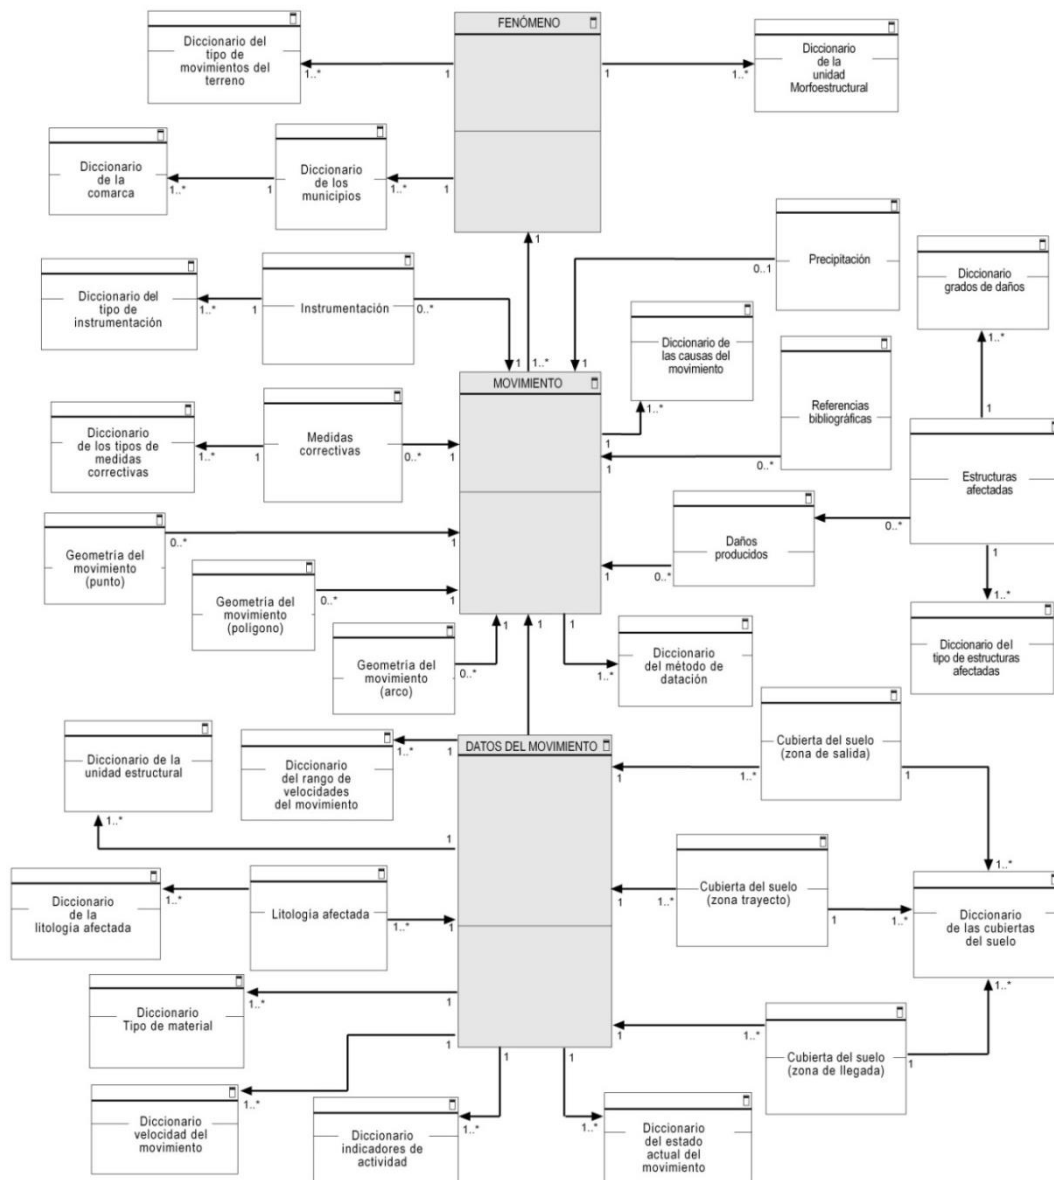 FENÓMENO
Diccionario del
tipo de
movimientos del
terreno
1..*
1
1
1..*
Diccionario
de la
unidad
Morfoestructural
Diccionario
de la
comarca
1..*
1
Diccionario
de los
municipios
1..*
1
1
Precipitación
0..1
Diccionario
grados de daños
1..*
Diccionario del
tipo de
instrumentación
1..*
1
Instrumentación
0..*
1
1..*
1
Diccionario de
las causas del
movimiento
1..*
MOVIMIENTO
Referencias
bibliográficas
0..*
1
Diccionario
de los tipos de
medidas
correctivas
1..*
1
Medidas
correctivas
0..*
1
1
1
Estructuras
afectadas
0..*
1
1..*
Geometría del
movimiento
(punto)
0..*
1
Daños
producidos
0..*
1
Geometría del
movimiento
(poligono)
0..*
1
Geometría del
movimiento
(arco)
0..*
1
1
1
Diccionario
del método de
datación
1..*
Diccionario del
tipo de estructuras
afectadas
Diccionario de la
unidad estructural
1..*
Diccionario
del rango de
velocidades
del movimiento
1..*
1
DATOS DEL MOVIMIENTO
1
Cubierta del suelo
(zona de salida)
1..*
1
1
Diccionario
de la
litología afectada
1..*
1
Litología afectada
1..*
1
Cubierta del suelo
(zona trayecto)
1..*
1
1
1..*
1..*
Diccionario
de las cubiertas
del suelo
1..*
Diccionario
Tipo de material
1..*
1
1
Cubierta del suelo
(zona de llegada)
1..*
1
1
Diccionario
velocidad del
movimiento
1..*
Diccionario
indicadores de
actividad
1..*
1
1
1..*
Diccionario
del estado
actual del
movimiento